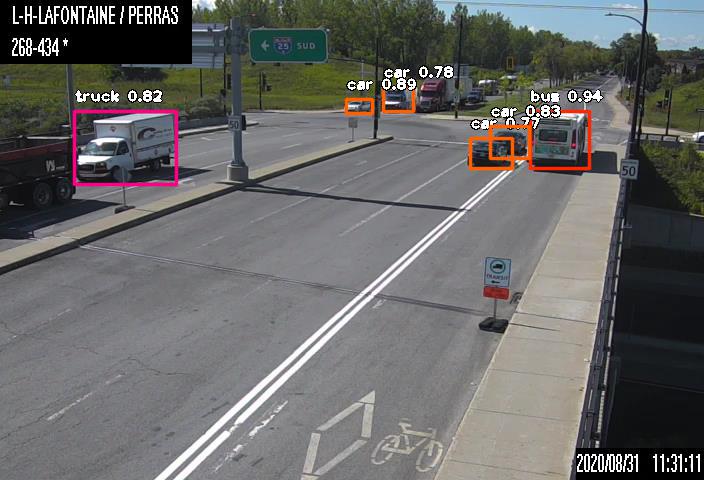 L-H-LAFONTAINE / PERRAS
268-434 *
25 SUD
car 0.78
car 0.89
truck 0.82
bus 0.94
car 0.83
car 0.77
50
50
TRANSIT
2020/08/31 11:31:11